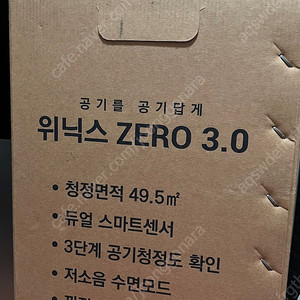 공기를 공기답게
위닉스 ZERO 3.0
• 청정면적 49.5㎡
• 듀얼 스마트센서
• 3단계 공기청정도 확인
• 저소음 수면모드